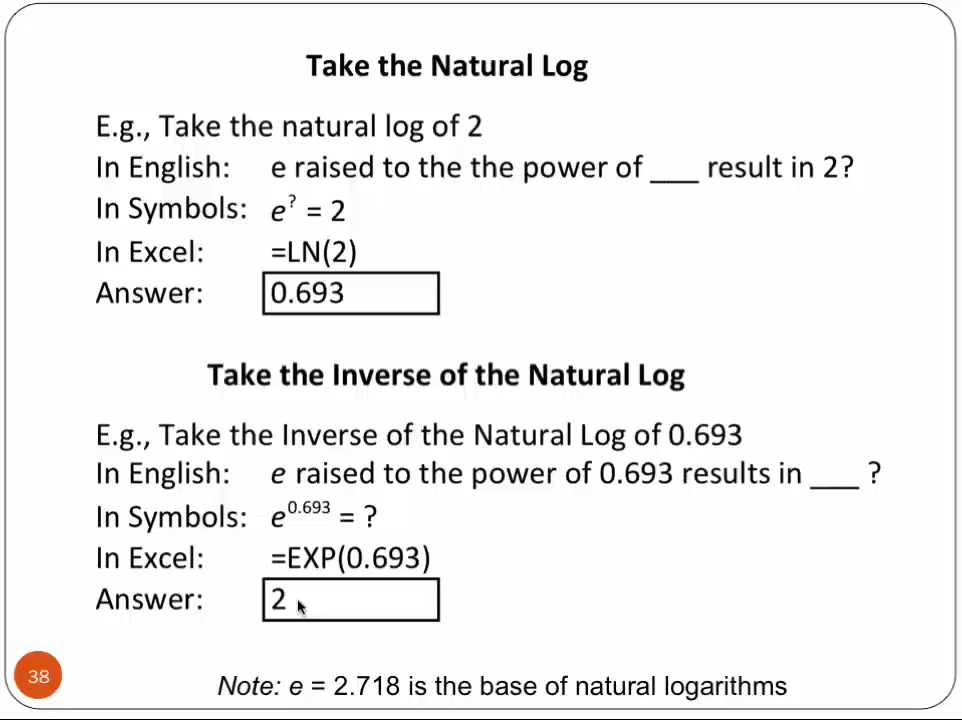 Take the Natural Log
E.g., Take the natural log of 2
In English: e raised to the the power of ___ result in 2?
In Symbols: e^? = 2
In Excel: =LN(2)
Answer: 0.693
Take the Inverse of the Natural Log
E.g., Take the Inverse of the Natural Log of 0.693
In English: e raised to the power of 0.693 results in ___ ?
In Symbols: e^0.693 = ?
In Excel: =EXP(0.693)
Answer: 2
38
Note: e = 2.718 is the base of natural logarithms